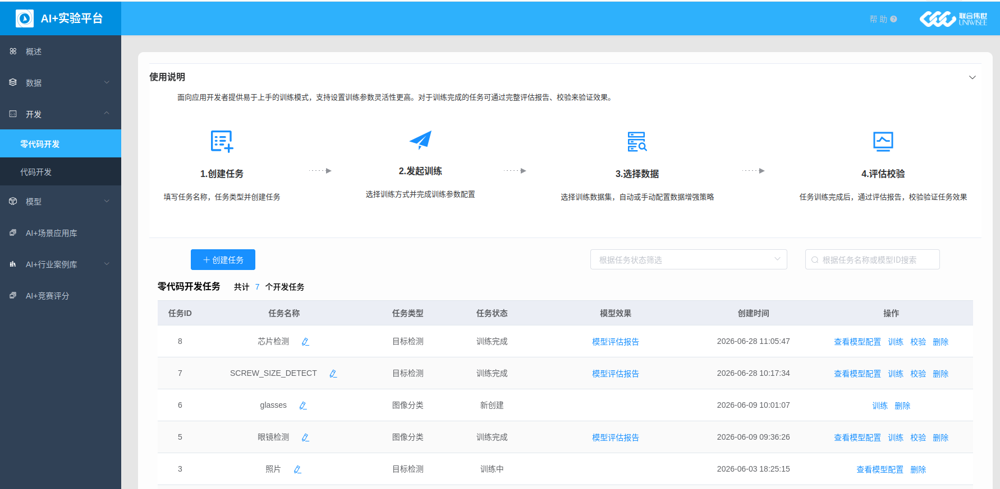 AI+实验平台
帮 助
联合伟世
UNIWISEE
概述
数据
开发
零代码开发
代码开发
模型
AI+场景应用库
AI+行业案例库
AI+竞赛评分
使用说明
面向应用开发者提供易于上手的训练模式，支持设置训练参数灵活性更高。对于训练完成的任务可通过完整评估报告、校验来验证效果。
1.创建任务
填写任务名称，任务类型并创建任务
2.发起训练
选择训练方式并完成训练参数配置
3.选择数据
选择训练数据集，自动或手动配置数据增强策略
4.评估校验
任务训练完成后，通过评估报告，校验验证任务效果
创建任务
根据任务状态筛选
根据任务名称或模型ID搜索
零代码开发任务 共计 7 个开发任务
任务ID 任务名称 任务类型 任务状态 模型效果 创建时间 操作
8 芯片检测 目标检测 训练完成 模型评估报告 2026-06-28 11:05:47 查看模型配置 训练 校验 删除
7 SCREW_SIZE_DETECT 目标检测 训练完成 模型评估报告 2026-06-28 10:17:34 查看模型配置 训练 校验 删除
6 glasses 图像分类 新创建 2026-06-09 10:01:07 训练 删除
5 眼镜检测 图像分类 训练完成 模型评估报告 2026-06-09 09:36:26 查看模型配置 训练 校验 删除
3 照片 目标检测 训练中 2026-06-03 18:25:15 查看模型配置 删除